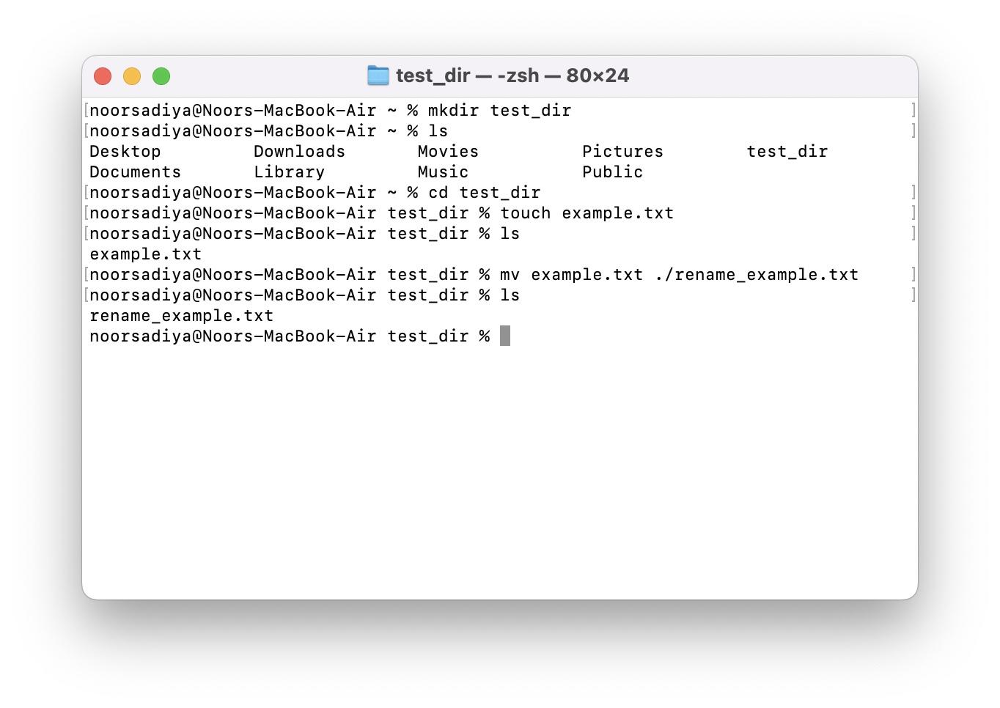 test_dir — -zsh — 80×24
[noorsadiya@Noors-MacBook-Air ~ % mkdir test_dir ]
[noorsadiya@Noors-MacBook-Air ~ % ls ]
Desktop Downloads Movies Pictures test_dir
Documents Library Music Public
[noorsadiya@Noors-MacBook-Air ~ % cd test_dir ]
[noorsadiya@Noors-MacBook-Air test_dir % touch example.txt ]
[noorsadiya@Noors-MacBook-Air test_dir % ls ]
example.txt
[noorsadiya@Noors-MacBook-Air test_dir % mv example.txt ./rename_example.txt ]
[noorsadiya@Noors-MacBook-Air test_dir % ls ]
rename_example.txt
noorsadiya@Noors-MacBook-Air test_dir %